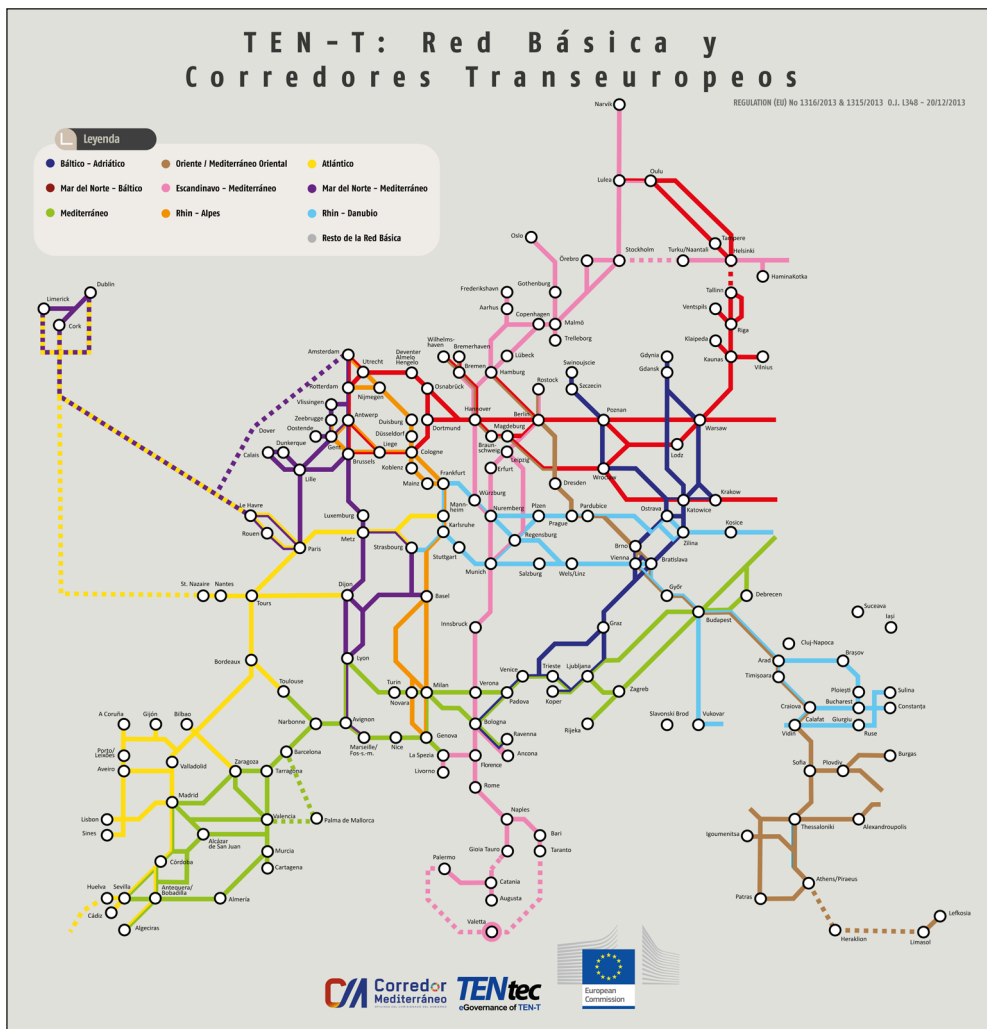 TEN-T: Red Básica y
Corredores Transeuropeos
REGULATION (EU) No 1316/2013 & 1315/2013 O.J. L348 - 20/12/2013
Leyenda
Báltico - Adriático
Oriente / Mediterráneo Oriental
Atlántico
Mar del Norte - Báltico
Escandinavo - Mediterráneo
Mar del Norte - Mediterráneo
Mediterráneo
Rhin - Alpes
Rhin - Danubio
Resto de la Red Básica
Narvik
Lulea
Oulu
Oslo
Örebro
Stockholm
Turku/Naantali
Tampere
Helsinki
HaminaKotka
Dublin
Limerick
Cork
Frederikshavn
Aarhus
Gothenburg
Copenhagen
Malmö
Trelleborg
Tallinn
Ventspils
Riga
Klaipeda
Kaunas
Vilnius
Amsterdam
Utrecht
Deventer
Almelo
Hengelo
Wilhelms-
haven
Bremerhaven
Bremen
Lübeck
Hamburg
Swinoujscie
Szczecin
Gdynia
Gdansk
Rotterdam
Nijmegen
Osnabrück
Rostock
Vlissingen
Zeebrugge
Oostende
Antwerp
Duisburg
Düsseldorf
Dortmund
Hannover
Berlin
Magdeburg
Braun-
schweig
Leipzig
Poznan
Warsaw
Lodz
Dover
Dunkerque
Calais
Gent
Brussels
Liege
Cologne
Koblenz
Lille
Mainz
Frankfurt
Erfurt
Dresden
Wroclaw
Katowice
Krakow
Würzburg
Le Havre
Rouen
Paris
Luxemburg
Metz
Strasbourg
Mann-
heim
Karlsruhe
Stuttgart
Nuremberg
Plzen
Prague
Pardubice
Ostrava
Regensburg
Brno
Zilina
Kosice
Munich
Salzburg
Wels/Linz
Vienna
Bratislava
St. Nazaire
Nantes
Tours
Dijon
Basel
Innsbruck
Győr
Budapest
Debrecen
Graz
Suceava
Iași
Cluj-Napoca
Bordeaux
Toulouse
Lyon
Turin
Novara
Milan
Verona
Venice
Padova
Trieste
Koper
Ljubljana
Zagreb
Rijeka
Arad
Timișoara
Brașov
Ploiești
Bucharest
Sulina
Constanța
Craiova
Calafat
Giurgiu
Ruse
Vidin
Slavonski Brod
Vukovar
A Coruña
Gijón
Bilbao
Narbonne
Avignon
Marseille/
Fos-s.-m.
Nice
Genova
La Spezia
Livorno
Bologna
Ravenna
Ancona
Florence
Rome
Porto/
Leixões
Aveiro
Valladolid
Zaragoza
Barcelona
Tarragona
Sofia
Plovdiv
Burgas
Lisbon
Sines
Madrid
Valencia
Palma de Mallorca
Alcázar
de San Juan
Murcia
Cartagena
Naples
Bari
Gioia Tauro
Taranto
Igoumenitsa
Thessaloniki
Alexandroupolis
Huelva
Sevilla
Cádiz
Córdoba
Antequera/
Bobadilla
Almería
Algeciras
Palermo
Catania
Augusta
Valetta
Patras
Athens/Piraeus
Heraklion
Lefkosia
Limasol
Corredor
Mediterráneo
TENtec
eGovernance of TEN-T
European
Commission